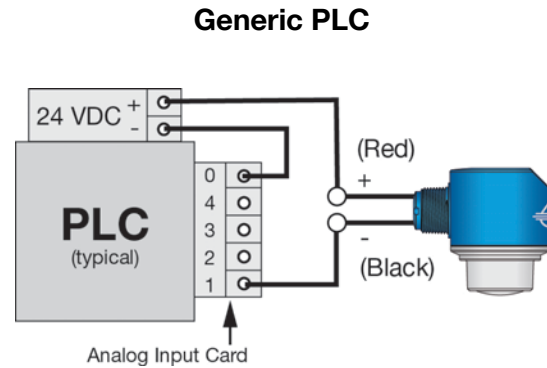 Generic PLC
24 VDC + -
(Red)
+
-
(Black)
PLC
(typical)
0
4
3
2
1
Analog Input Card